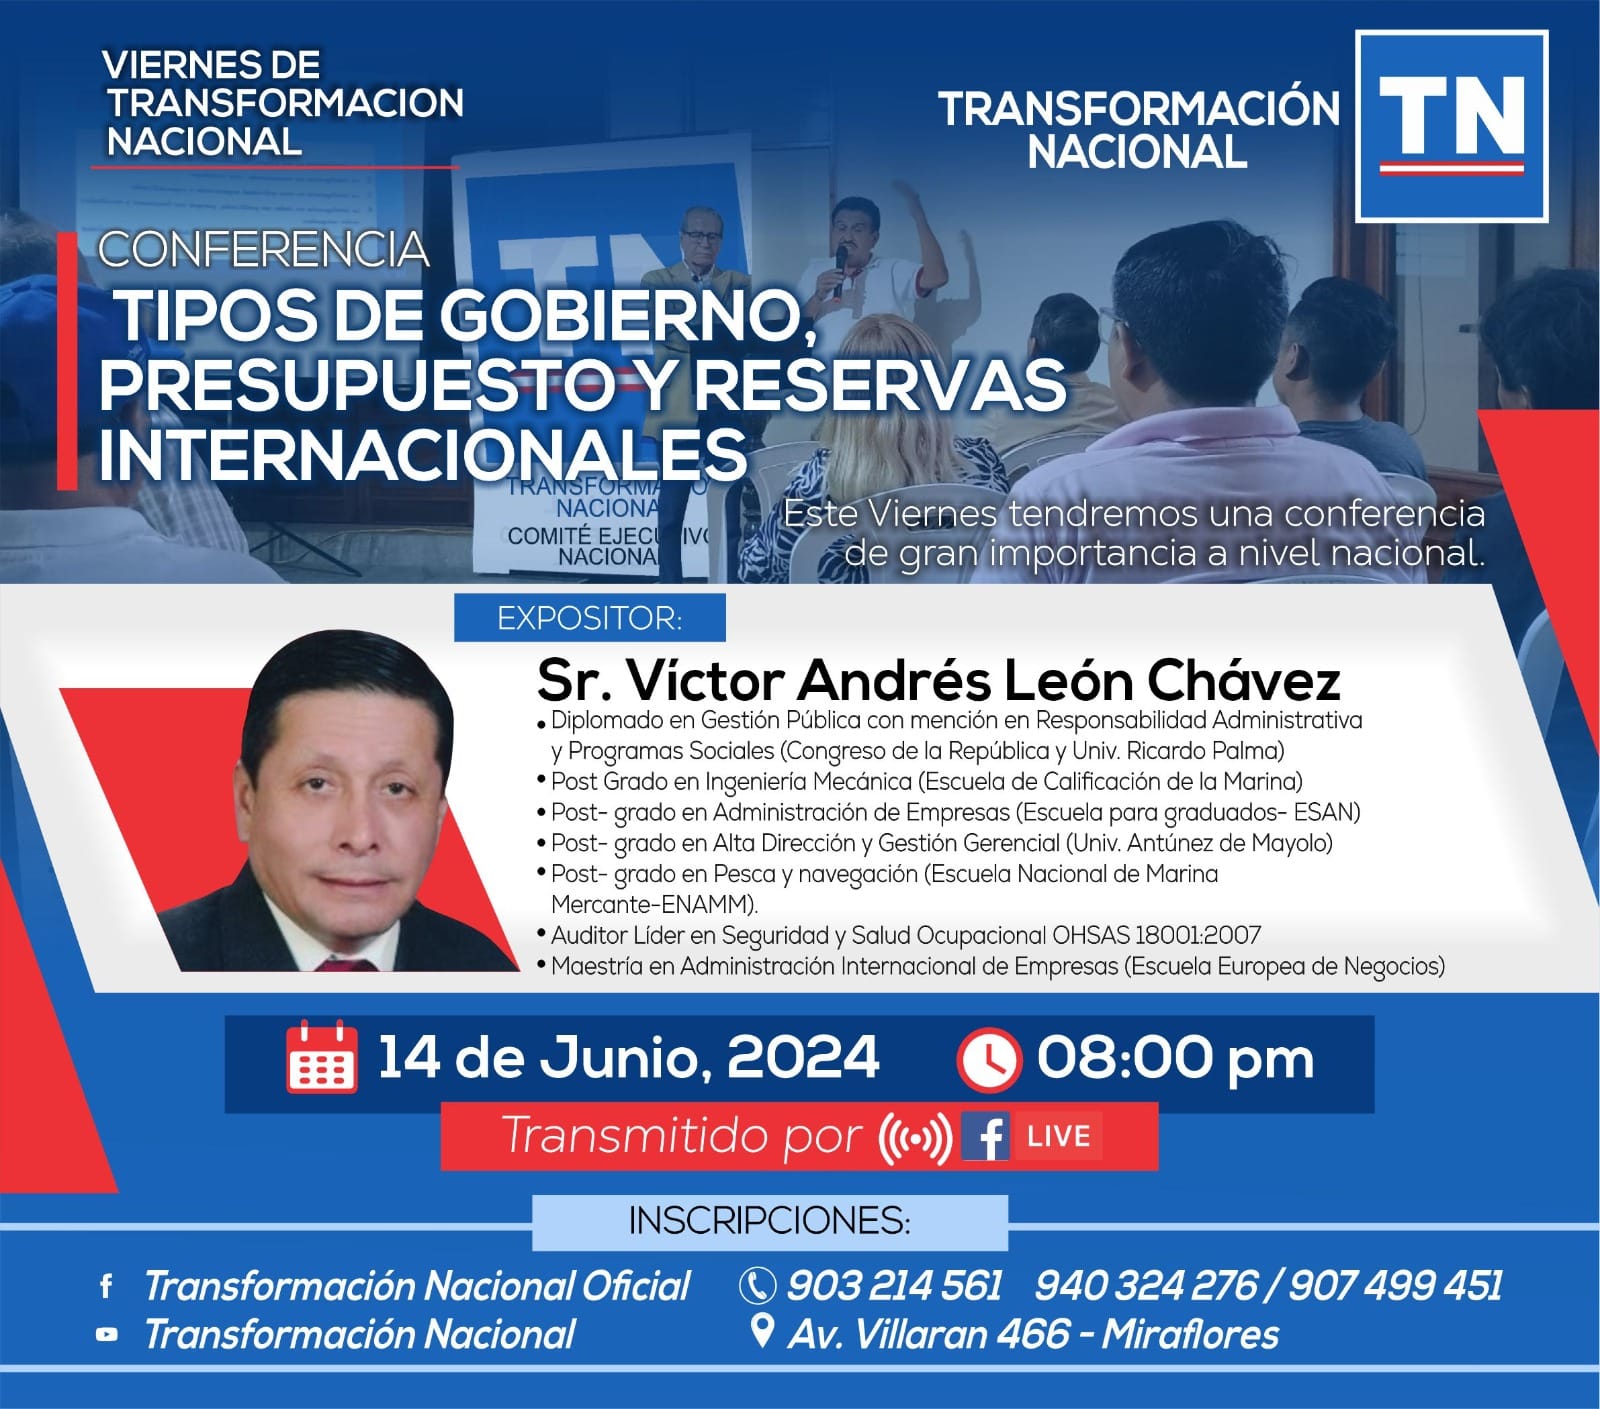 VIERNES DE
TRANSFORMACION
NACIONAL
TRANSFORMACIÓN
NACIONAL
TN
CONFERENCIA
TIPOS DE GOBIERNO,
PRESUPUESTO Y RESERVAS
INTERNACIONALES
TN
TRANSFORMA
NACIONA
COMITÉ EJECUTIVO
NACIONAL
Este Viernes tendremos una conferencia
de gran importancia a nivel nacional.
EXPOSITOR:
Sr. Víctor Andrés León Chávez
• Diplomado en Gestión Pública con mención en Responsabilidad Administrativa
y Programas Sociales (Congreso de la República y Univ. Ricardo Palma)
• Post Grado en Ingeniería Mecánica (Escuela de Calificación de la Marina)
• Post- grado en Administración de Empresas (Escuela para graduados- ESAN)
• Post- grado en Alta Dirección y Gestión Gerencial (Univ. Antúnez de Mayolo)
• Post- grado en Pesca y navegación (Escuela Nacional de Marina
Mercante-ENAMM).
• Auditor Líder en Seguridad y Salud Ocupacional OHSAS 18001:2007
• Maestría en Administración Internacional de Empresas (Escuela Europea de Negocios)
14 de Junio, 2024 08:00 pm
Transmitido por f LIVE
INSCRIPCIONES:
f Transformación Nacional Oficial 903 214 561 940 324 276 / 907 499 451
Transformación Nacional Av. Villaran 466 - Miraflores